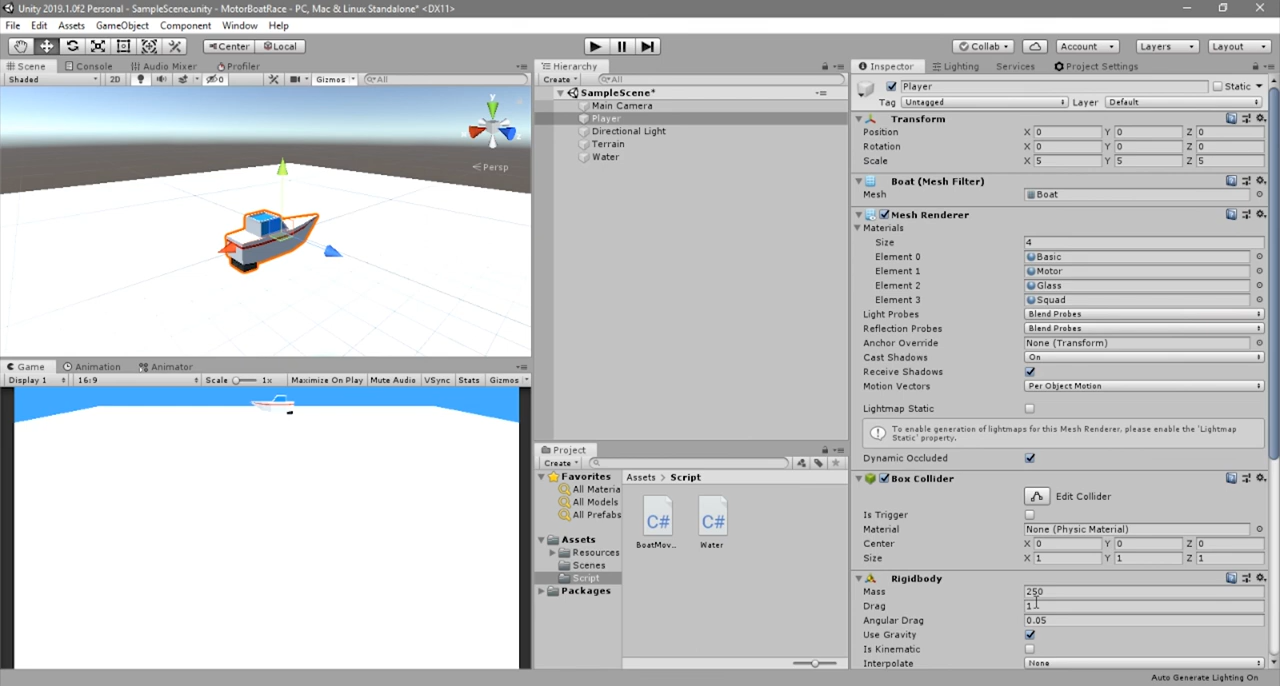 Unity 2019.1.0f2 Personal - SampleScene.unity - MotorBoatRace - PC, Mac & Linux Standalone* <DX11>
File Edit Assets GameObject Component Window Help
Center Local Collab Account Layers Layout
Scene Console Audio Mixer Profiler
Shaded 2D Gizmos All
Persp
Game Animation Animator
Display 1 16:9 Scale 1x Maximize On Play Mute Audio VSync Stats Gizmos
Hierarchy
Create All
SampleScene*
Main Camera
Player
Directional Light
Terrain
Water
Project
Create
Favorites
All Materia
All Models
All Prefabs
Assets
Resources
Scenes
Script
Packages
Assets > Script
C# C#
BoatMov... Water
Inspector Lighting Services Project Settings
Player Static
Tag Untagged Layer Default
Transform
Position X 0 Y 0 Z 0
Rotation X 0 Y 0 Z 0
Scale X 5 Y 5 Z 5
Boat (Mesh Filter)
Mesh Boat
Mesh Renderer
Materials
Size 4
Element 0 Basic
Element 1 Motor
Element 2 Glass
Element 3 Squad
Light Probes Blend Probes
Reflection Probes Blend Probes
Anchor Override None (Transform)
Cast Shadows On
Receive Shadows
Motion Vectors Per Object Motion
Lightmap Static
To enable generation of lightmaps for this Mesh Renderer, please enable the 'Lightmap
Static' property.
Dynamic Occluded
Box Collider
Edit Collider
Is Trigger
Material None (Physic Material)
Center X 0 Y 0 Z 0
Size X 1 Y 1 Z 1
Rigidbody
Mass 250
Drag 1
Angular Drag 0.05
Use Gravity
Is Kinematic
Interpolate None
Auto Generate Lighting On